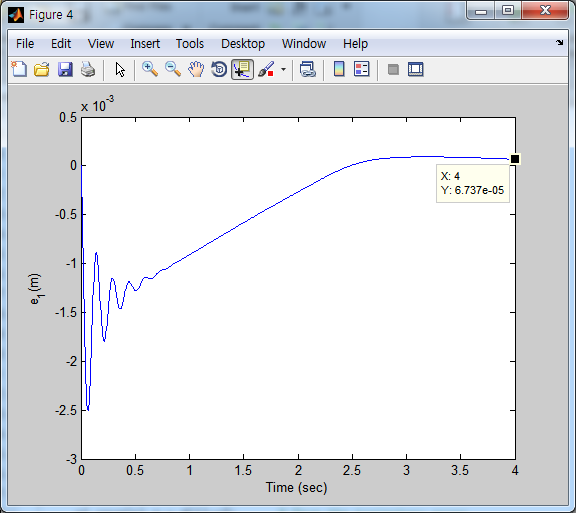 Figure 4
File Edit View Insert Tools Desktop Window Help
x 10^-3
0.5
0
-0.5
-1
-1.5
-2
-2.5
-3
e_1 (m)
X: 4
Y: 6.737e-05
0 0.5 1 1.5 2 2.5 3 3.5 4
Time (sec)